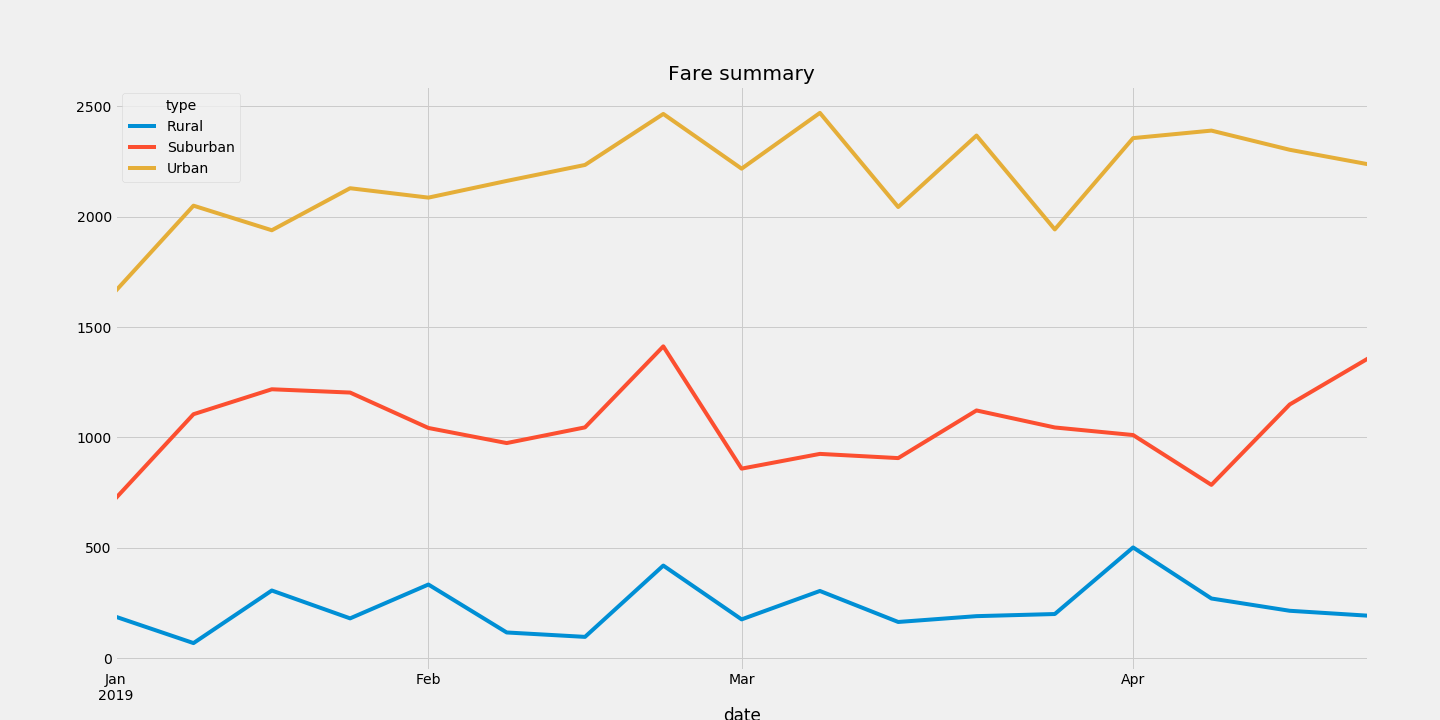 Fare summary
type
Rural
Suburban
Urban
2500
2000
1500
1000
500
0
Jan
2019
Feb
Mar
Apr
date